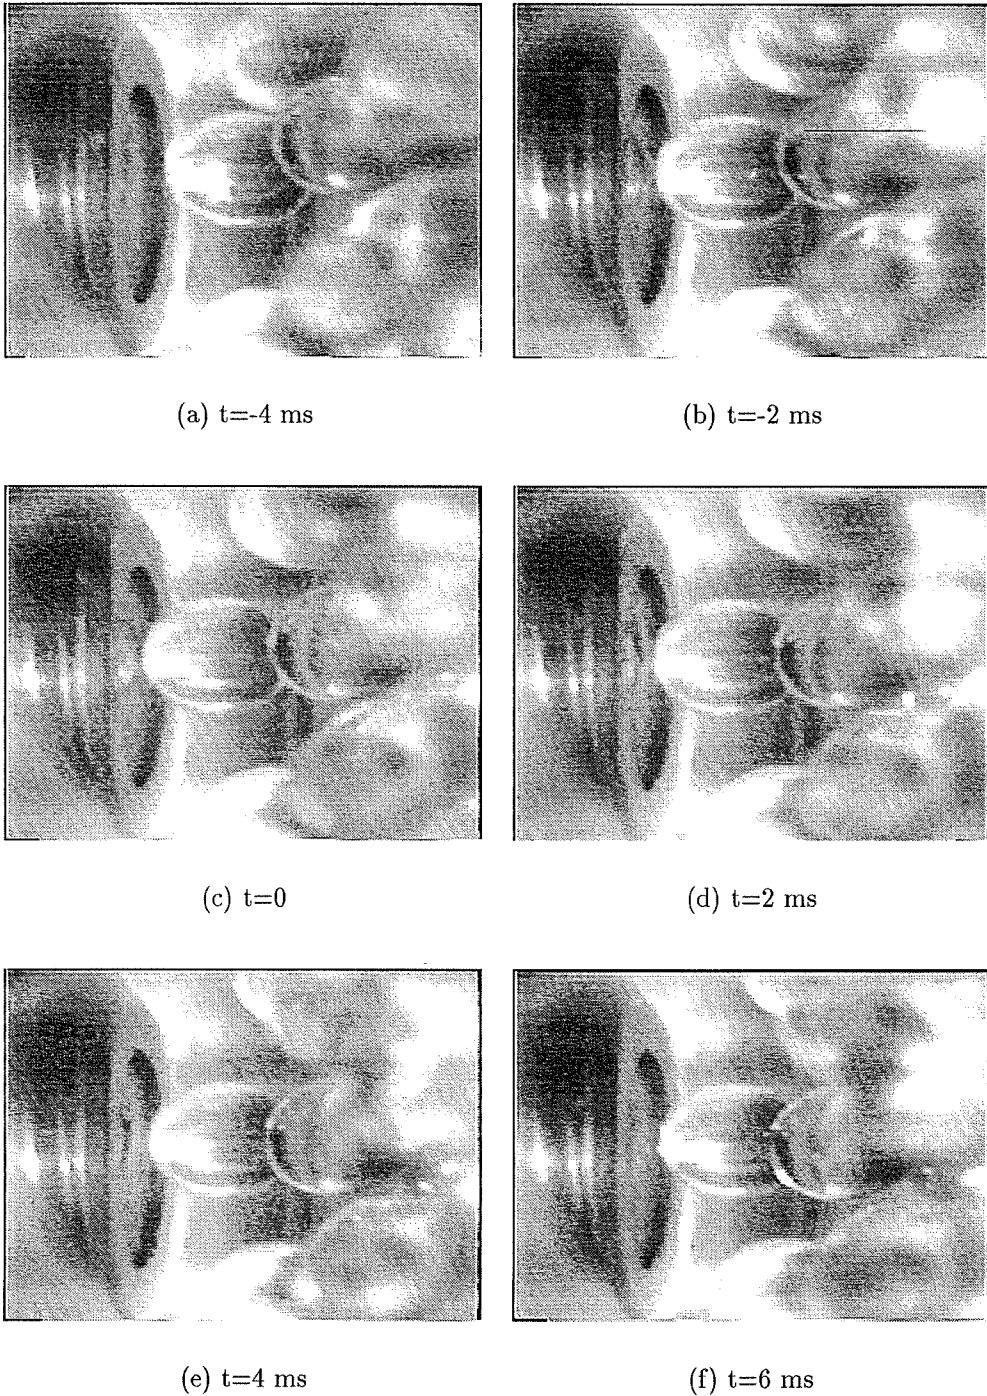 (a) t=-4 ms
(b) t=-2 ms
(c) t=0
(d) t=2 ms
(e) t=4 ms
(f) t=6 ms